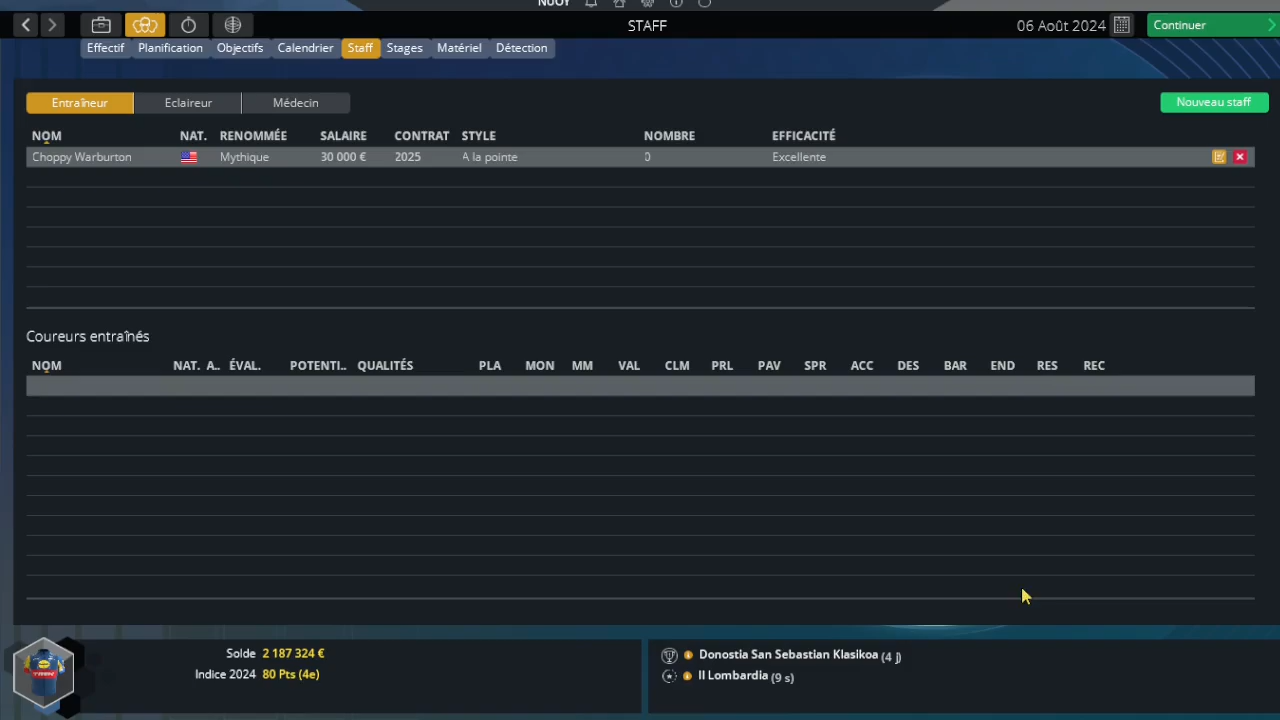 NUOY
STAFF
06 Août 2024
Continuer
Effectif Planification Objectifs Calendrier Staff Stages Matériel Détection
Entraîneur Eclaireur Médecin
Nouveau staff
NOM NAT. RENOMMÉE SALAIRE CONTRAT STYLE NOMBRE EFFICACITÉ
Choppy Warburton Mythique 30 000 € 2025 A la pointe 0 Excellente
Coureurs entraînés
NOM NAT. A.. ÉVAL. POTENTI.. QUALITÉS PLA MON MM VAL CLM PRL PAV SPR ACC DES BAR END RES REC
Solde 2 187 324 €
Indice 2024 80 Pts (4e)
Donostia San Sebastian Klasikoa (4 j)
Il Lombardia (9 s)